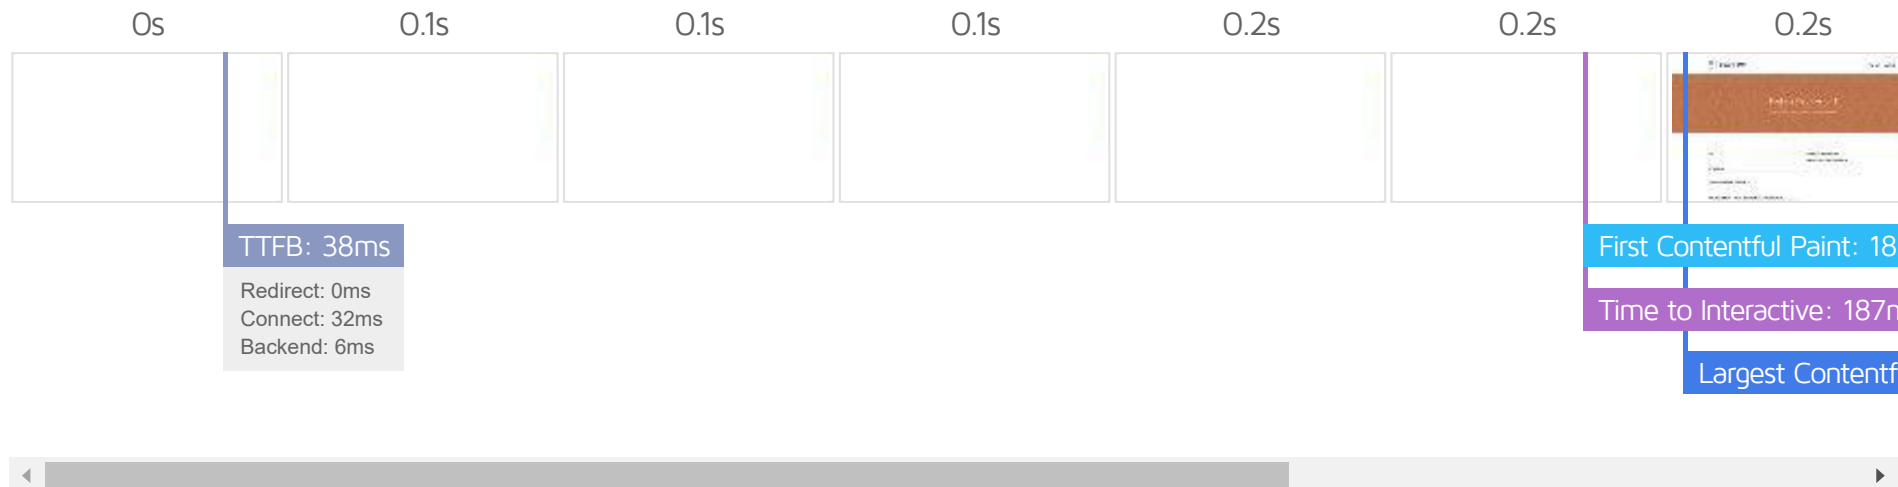 0s
0.1s
0.1s
0.1s
0.2s
0.2s
0.2s
TTFB: 38ms
Redirect: 0ms
Connect: 32ms
Backend: 6ms
First Contentful Paint: 18
Time to Interactive: 187m
Largest Contentf